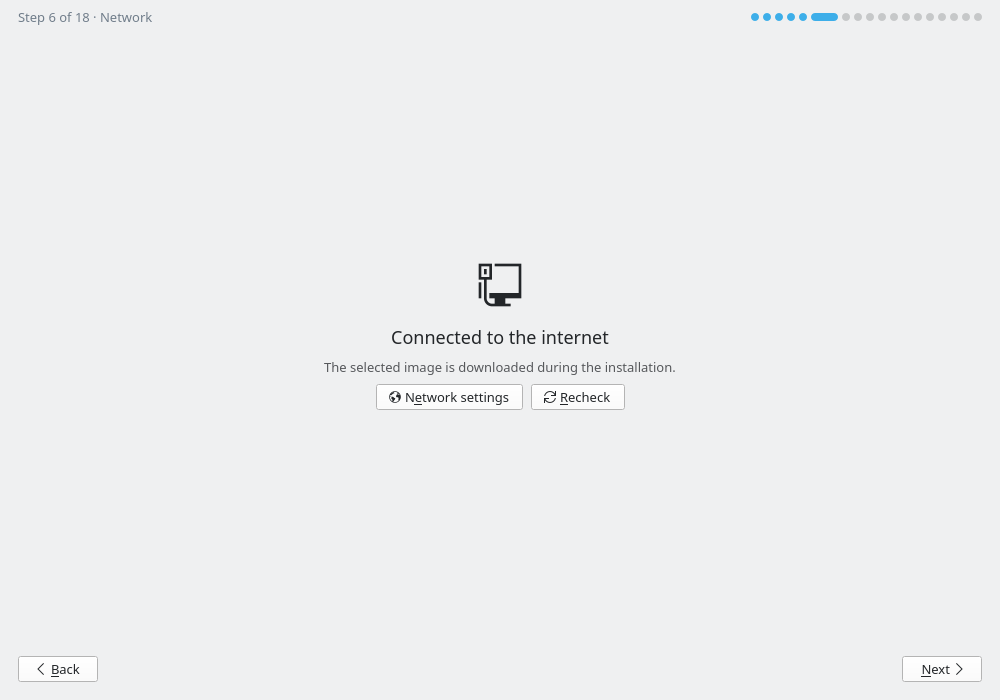 Step 6 of 18 · Network
Connected to the internet
The selected image is downloaded during the installation.
Network settings
Recheck
Back
Next